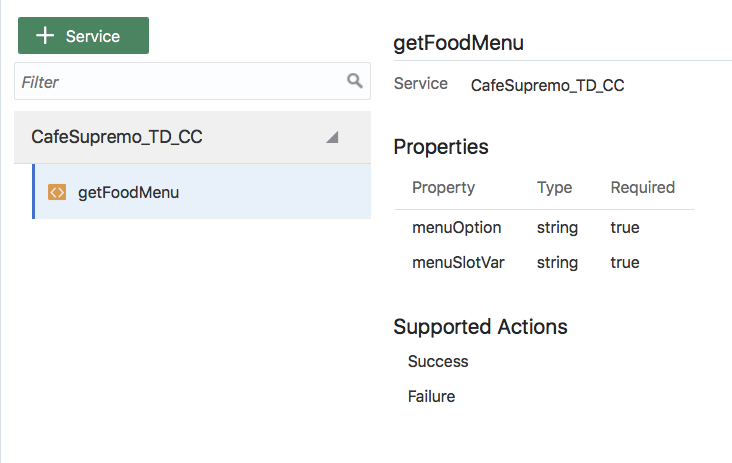 Service
Filter
CafeSupremo_TD_CC
getFoodMenu
getFoodMenu
Service CafeSupremo_TD_CC
Properties
Property Type Required
menuOption string true
menuSlotVar string true
Supported Actions
Success
Failure